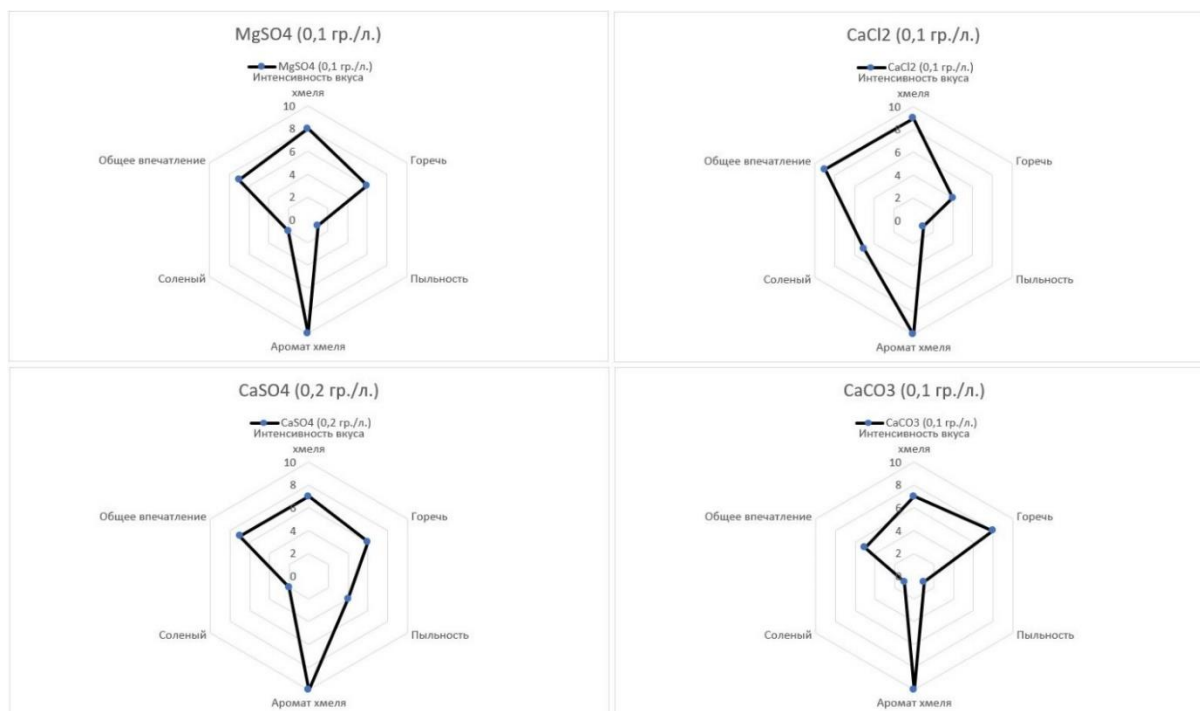 MgSO4 (0,1 гр./л.)
MgSO4 (0,1 гр./л.)
Интенсивность вкуса
хмеля
10
8
6
4
2
0
Общее впечатление
Горечь
Соленый
Пыльность
Аромат хмеля
CaCl2 (0,1 гр./л.)
CaCl2 (0,1 гр./л.)
Интенсивность вкуса
хмеля
10
8
6
4
2
0
Общее впечатление
Горечь
Соленый
Пыльность
Аромат хмеля
CaSO4 (0,2 гр./л.)
CaSO4 (0,2 гр./л.)
Интенсивность вкуса
хмеля
10
8
6
4
2
0
Общее впечатление
Горечь
Соленый
Пыльность
Аромат хмеля
CaCO3 (0,1 гр./л.)
CaCO3 (0,1 гр./л.)
Интенсивность вкуса
хмеля
10
8
6
4
2
0
Общее впечатление
Горечь
Соленый
Пыльность
Аромат хмеля